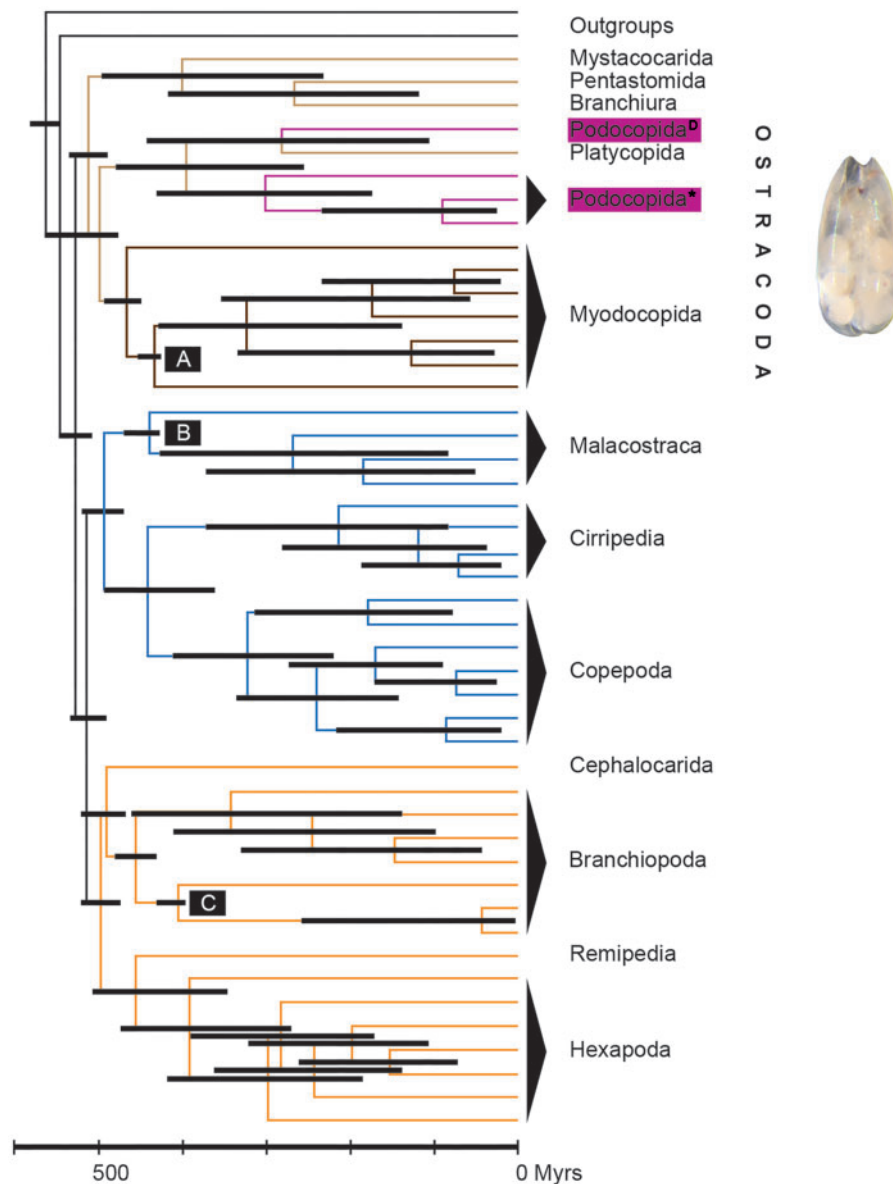 Outgroups
Mystacocarida
Pentastomida
Branchiura
Podocopida D
Platycopida
Podocopida*
OSTRACODA
Myodocopida
A
B
Malacostraca
Cirripedia
Copepoda
Cephalocarida
Branchiopoda
C
Remipedia
Hexapoda
500 0 Myrs